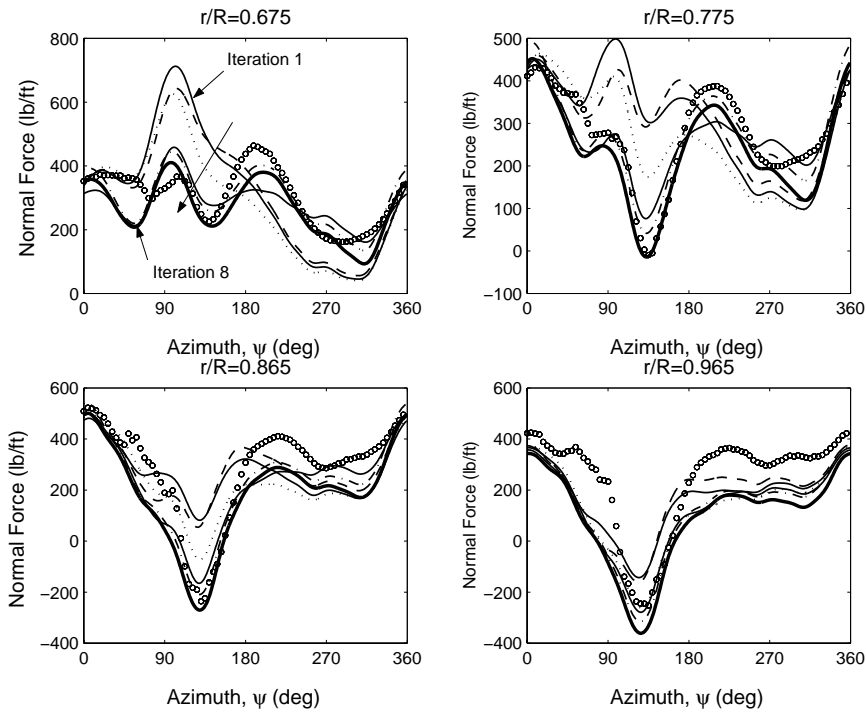 r/R=0.675
800
600
400
200
0
0 90 180 270 360
Normal Force (lb/ft)
Azimuth, ψ (deg)
Iteration 1
Iteration 8
r/R=0.775
500
400
300
200
100
0
−100
0 90 180 270 360
Normal Force (lb/ft)
Azimuth, ψ (deg)
r/R=0.865
600
400
200
0
−200
−400
0 90 180 270 360
Normal Force (lb/ft)
Azimuth, ψ (deg)
r/R=0.965
600
400
200
0
−200
−400
0 90 180 270 360
Normal Force (lb/ft)
Azimuth, ψ (deg)